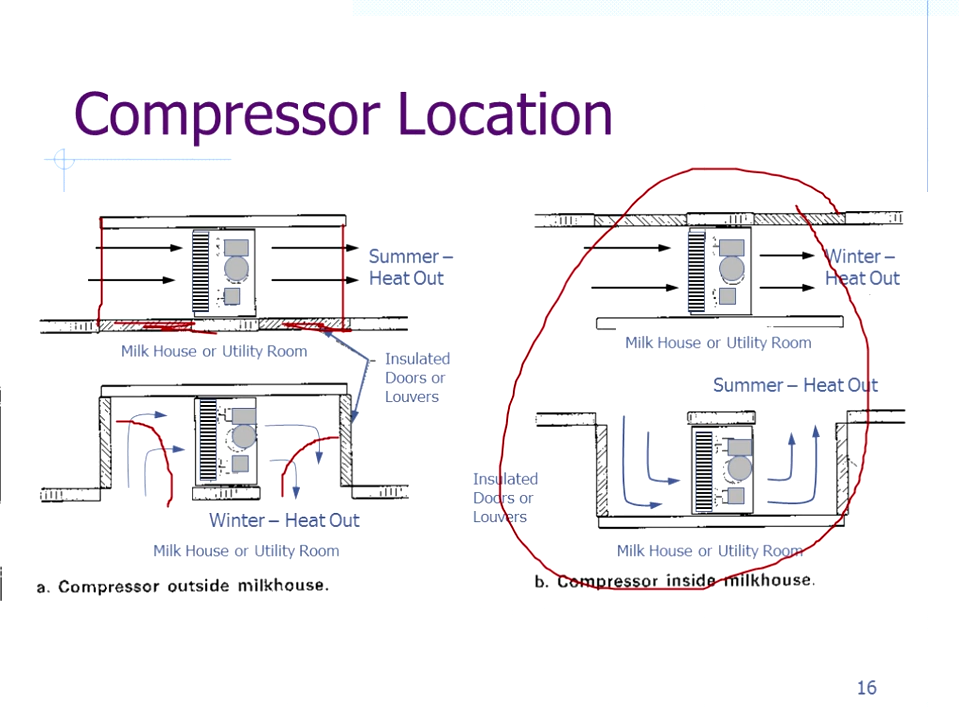 Compressor Location
Summer –
Heat Out
Milk House or Utility Room
Insulated
Doors or
Louvers
Winter – Heat Out
Milk House or Utility Room
a. Compressor outside milkhouse.
Winter –
Heat Out
Milk House or Utility Room
Summer – Heat Out
Insulated
Doors or
Louvers
Milk House or Utility Room
b. Compressor inside milkhouse.
16